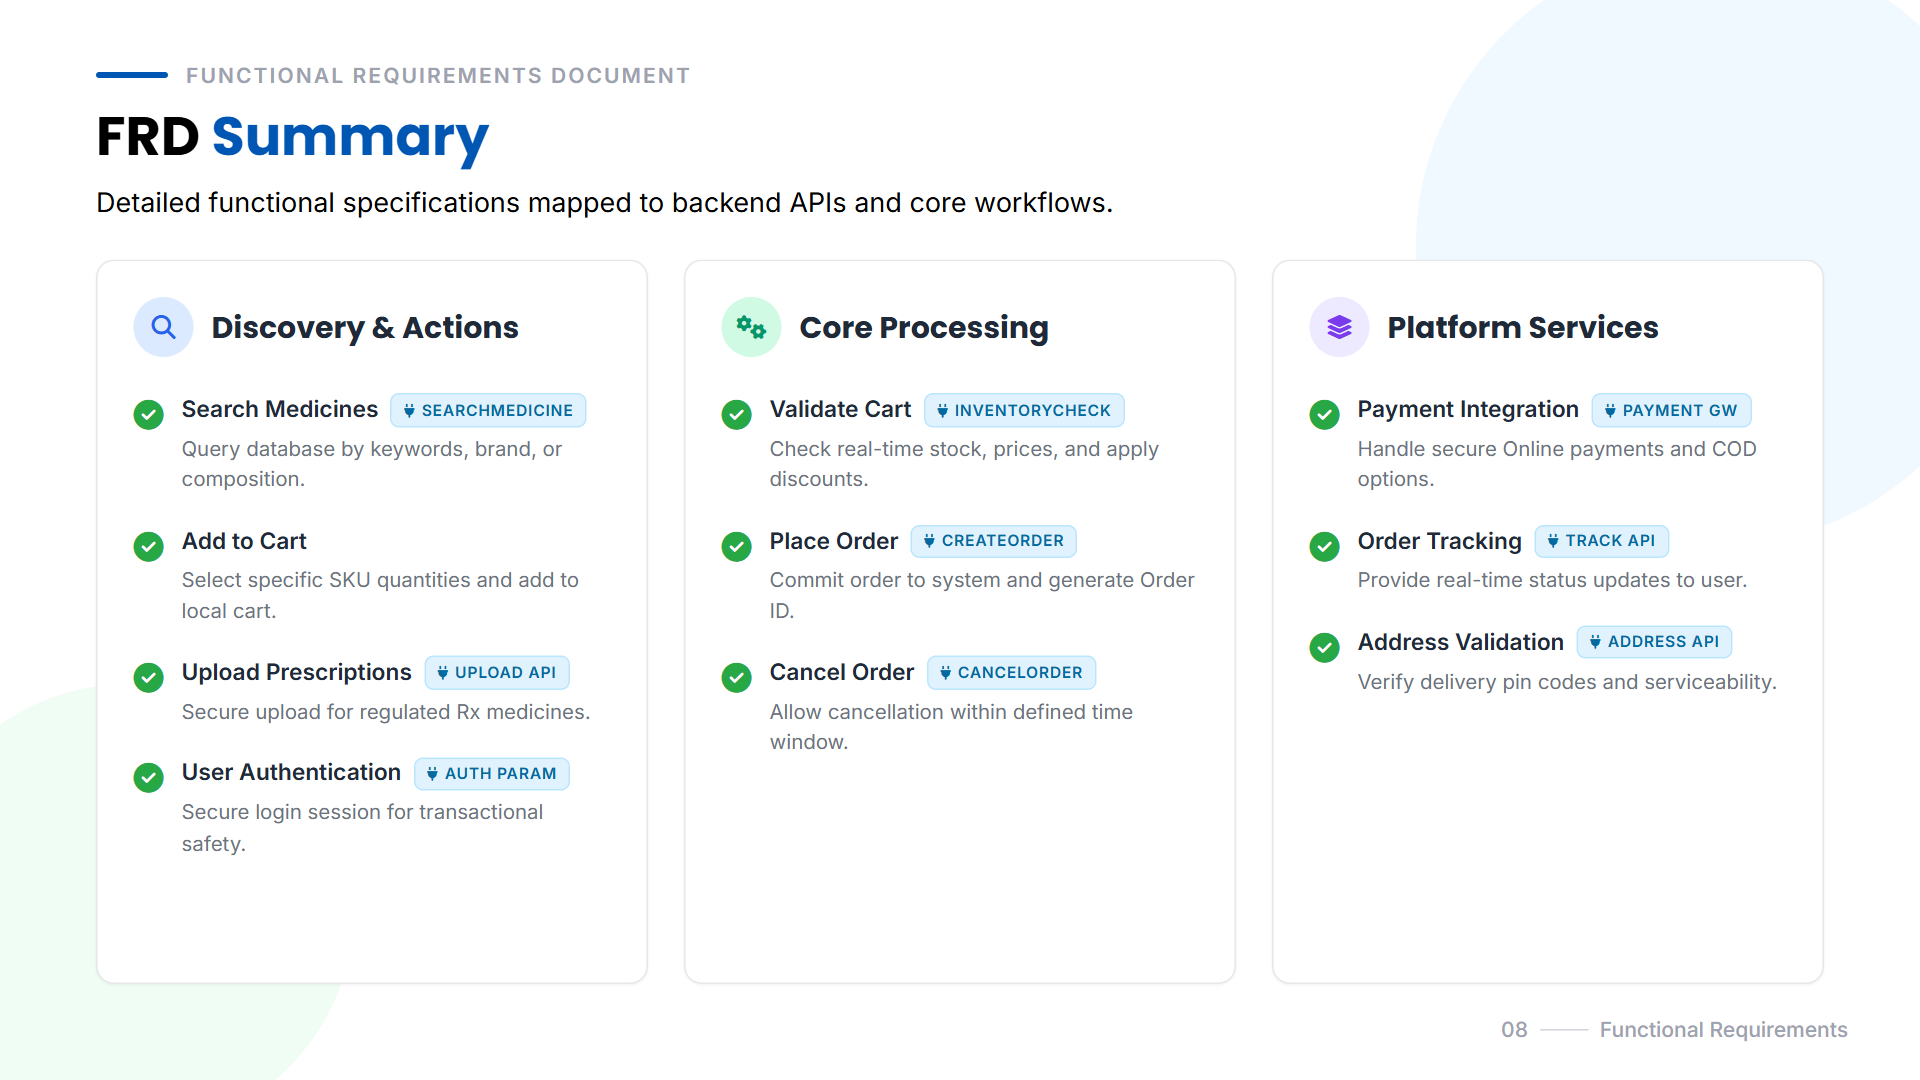 FUNCTIONAL REQUIREMENTS DOCUMENT
FRD Summary
Detailed functional specifications mapped to backend APIs and core workflows.
Discovery & Actions
Search Medicines SEARCHMEDICINE
Query database by keywords, brand, or
composition.
Add to Cart
Select specific SKU quantities and add to
local cart.
Upload Prescriptions UPLOAD API
Secure upload for regulated Rx medicines.
User Authentication AUTH PARAM
Secure login session for transactional
safety.
Core Processing
Validate Cart INVENTORYCHECK
Check real-time stock, prices, and apply
discounts.
Place Order CREATEORDER
Commit order to system and generate Order
ID.
Cancel Order CANCELORDER
Allow cancellation within defined time
window.
Platform Services
Payment Integration PAYMENT GW
Handle secure Online payments and COD
options.
Order Tracking TRACK API
Provide real-time status updates to user.
Address Validation ADDRESS API
Verify delivery pin codes and serviceability.
08 Functional Requirements